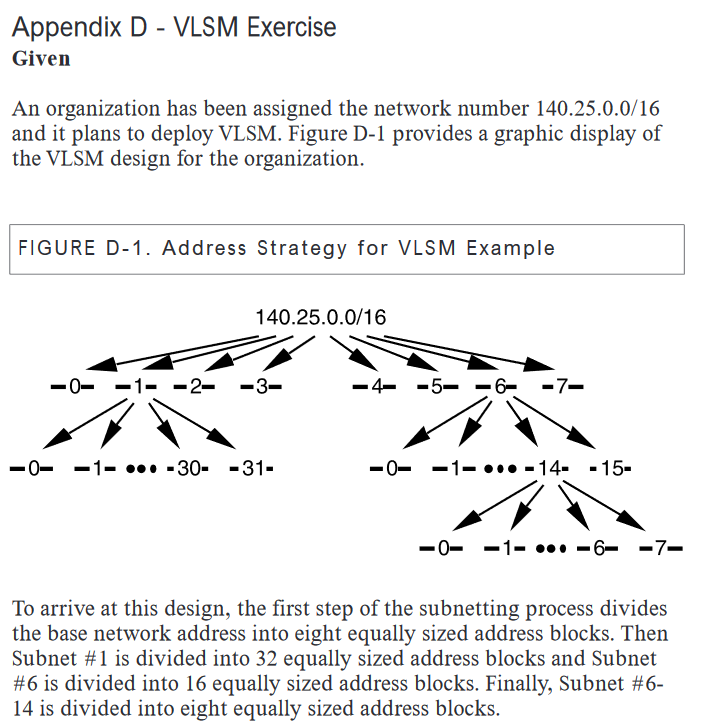 Appendix D - VLSM Exercise
Given
An organization has been assigned the network number 140.25.0.0/16
and it plans to deploy VLSM. Figure D-1 provides a graphic display of
the VLSM design for the organization.
FIGURE D-1. Address Strategy for VLSM Example
140.25.0.0/16
-0- -1- -2- -3- -4- -5- -6- -7-
-0- -1- ••• -30- -31- -0- -1- ••• -14- -15-
-0- -1- ••• -6- -7-
To arrive at this design, the first step of the subnetting process divides
the base network address into eight equally sized address blocks. Then
Subnet #1 is divided into 32 equally sized address blocks and Subnet
#6 is divided into 16 equally sized address blocks. Finally, Subnet #6-
14 is divided into eight equally sized address blocks.